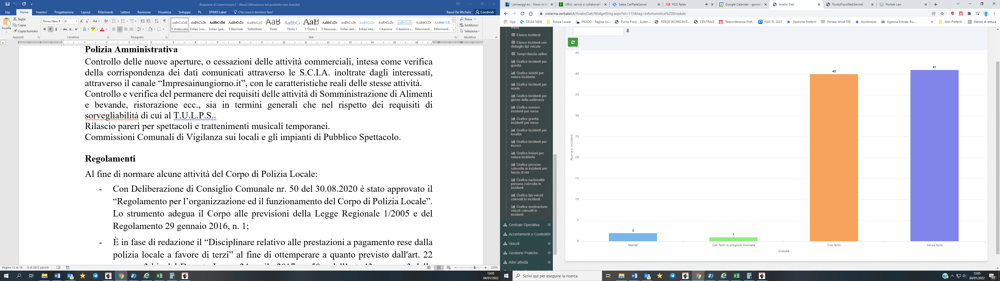 Relazione al Commissario1 - Word (Attivazione del prodotto non riuscita)
File Home Inserisci Progettazione Layout Riferimenti Lettere Revisione Visualizza Sviluppo PL DYMO Label Che cosa si desidera fare? Raoul De Michelis Condividi
Incolla
Taglia
Copia
Copia formato
Times New R 9
G C S abc
Didascalia Enfasi (cor... Enfasi (gra... ¶ Normale Sottotitolo Titolo Titolo 1 ¶ Titolo 2 ¶ Nessuna... Enfasi deli... Enfasi inte... Citazione Citazione i... Riferiment... Riferiment...
Trova
Sostituisci
Seleziona
Appunti Carattere Paragrafo Stili Modifica
Polizia Amministrativa
Controllo delle nuove aperture, o cessazioni delle attività commerciali, intesa come verifica
della corrispondenza dei dati comunicati attraverso le S.C.I.A. inoltrate dagli interessati,
attraverso il canale “Impresainungiorno.it”, con le caratteristiche reali delle stesse attività.
Controllo e verifica del permanere dei requisiti delle attività di Somministrazione di Alimenti
e bevande, ristorazione ecc., sia in termini generali che nel rispetto dei requisiti di
sorvegliabilità di cui al T.U.L.P.S..
Rilascio pareri per spettacoli e trattenimenti musicali temporanei.
Commissioni Comunali di Vigilanza sui locali e gli impianti di Pubblico Spettacolo.
Regolamenti
Al fine di normare alcune attività del Corpo di Polizia Locale:
- Con Deliberazione di Consiglio Comunale nr. 50 del 30.08.2020 è stato approvato il
“Regolamento per l’organizzazione ed il funzionamento del Corpo di Polizia Locale”.
Lo strumento adegua il Corpo alle previsioni della Legge Regionale 1/2005 e del
Regolamento 29 gennaio 2016, n. 1;
- È in fase di redazione il “Disciplinare relativo alle prestazioni a pagamento rese dalla
polizia locale a favore di terzi” al fine di ottemperare a quanto previsto dall'art. 22
Pagina 13 di 14 6 di 3972 parole 225%
13:05
04/01/2022
Latinaoggi.eu - News in te Uffici, servizi e collaborato Selea CarPlateServer RDS Relax Google Calendar - gennai Analisi Dati PuntoFiscoWebServlet Portale Law
cisterna.verbatel.it/AnalisiDati/WidgetSing.aspx?id=115&tag=Infortunistica%20Stradale
App SELEA NEW Polizia Locale PRADO - Pagina ini... Punto Fisco - Auten... XEROX WORKCENT... CENTRALE Teleconferenza Pref... NAS PL 2021 Gestione Preferiti Portale Wind TRE Bookmarks Agenzia Entrate Ris... » Altri Preferiti Elenco di lettura
mese
Elenco Incidenti
Elenco incidenti con
dettaglio tipi veicolo
Tempi rilascio online
Grafico incidenti per
gravità
Grafico sinistri per
natura incidente
Grafico incidenti per
orario
Grafico incidenti per
giorno della settimana
Grafico numero
incidenti per mese
Grafico gravità
incidenti per mese
Grafico incidenti per
località
Grafico incidenti per
incroci
Grafico lesioni per
natura incidente
Grafico persone
coinvolte in incidenti per
fascia di età
Grafico nazionalità
persone coinvolte in
incidenti
Grafico tipi veicoli
coinvolti in incidenti
Grafico destinazione
veicoli coinvolti in
incidenti
Centrale Operativa
Accertamenti e Controlli
Veicoli
Gestione Pratiche
Altre attività
45
40
35
30
25
20
15
10
5
0
Numero incidenti
2
1
40
41
Mortali Con feriti in prognosi riservata Con feriti Senza feriti
Gravità
Scrivi qui per eseguire la ricerca
13:05
04/01/2022
30